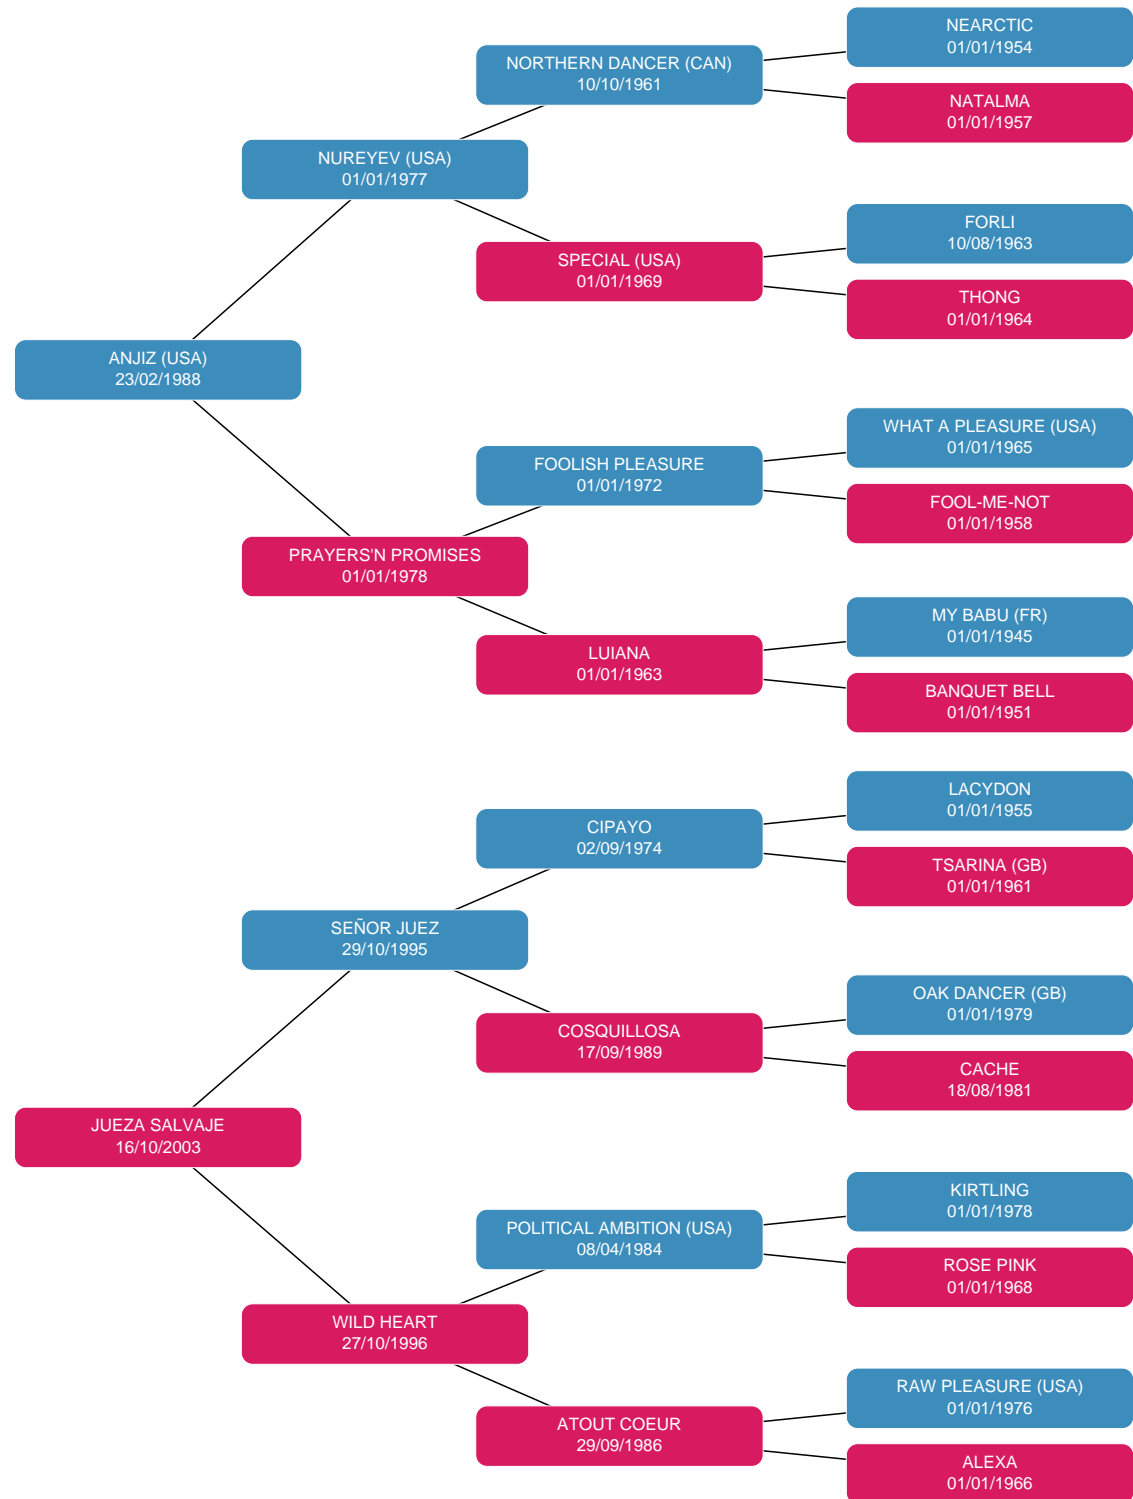 NEARCTIC
01/01/1954
NORTHERN DANCER (CAN)
10/10/1961
NATALMA
01/01/1957
NUREYEV (USA)
01/01/1977
FORLI
10/08/1963
SPECIAL (USA)
01/01/1969
THONG
01/01/1964
ANJIZ (USA)
23/02/1988
WHAT A PLEASURE (USA)
01/01/1965
FOOLISH PLEASURE
01/01/1972
FOOL-ME-NOT
01/01/1958
PRAYERS'N PROMISES
01/01/1978
MY BABU (FR)
01/01/1945
LUIANA
01/01/1963
BANQUET BELL
01/01/1951
LACYDON
01/01/1955
CIPAYO
02/09/1974
TSARINA (GB)
01/01/1961
SEÑOR JUEZ
29/10/1995
OAK DANCER (GB)
01/01/1979
COSQUILLOSA
17/09/1989
CACHE
18/08/1981
JUEZA SALVAJE
16/10/2003
KIRTLING
01/01/1978
POLITICAL AMBITION (USA)
08/04/1984
ROSE PINK
01/01/1968
WILD HEART
27/10/1996
RAW PLEASURE (USA)
01/01/1976
ATOUT COEUR
29/09/1986
ALEXA
01/01/1966